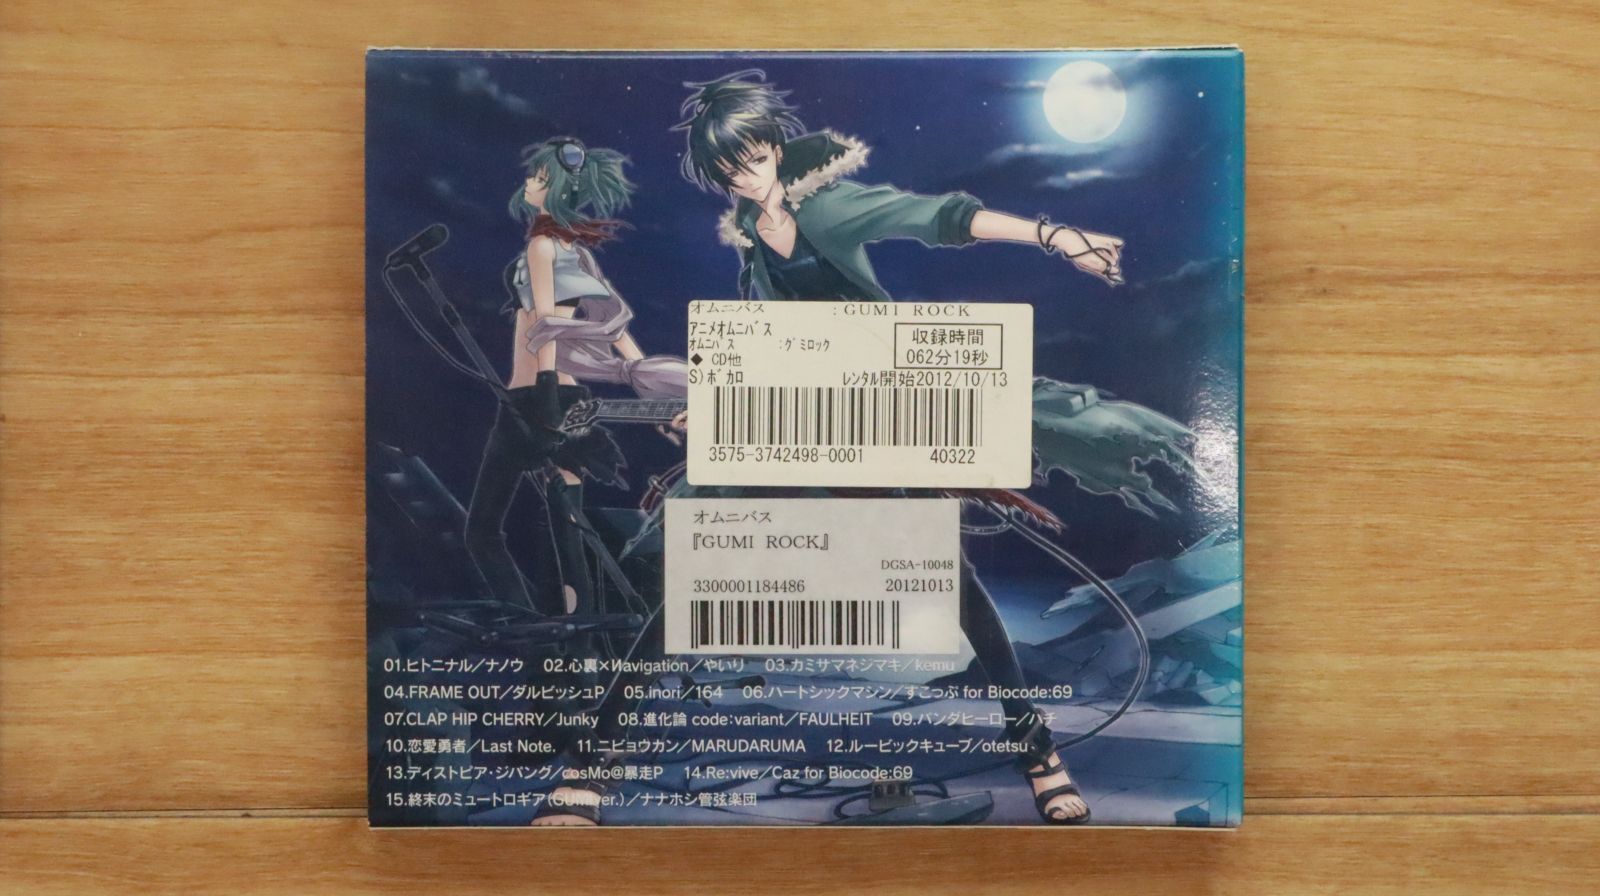 オムニバス :GUMI ROCK
アニメオムニバス
オムニバス :グミロック
収録時間
062分19秒
◆ CD他
S)ボカロ レンタル開始2012/10/13
3575-3742498-0001 40322
オムニバス
『GUMI ROCK』
DGSA-10048
3300001184486 20121013
01.ヒトニナル/ナノウ 02.心裏×Иavigation/やいり 03.カミサマネジマキ/kemu
04.FRAME OUT/ダルビッシュP 05.inori/164 06.ハートシックマシン/すこっぷ for Biocode:69
07.CLAP HIP CHERRY/Junky 08.進化論 code:variant/FAULHEIT 09.パンダヒーロー/ハチ
10.恋愛勇者/Last Note. 11.ニビョウカン/MARUDARUMA 12.ルービックキューブ/otetsu
13.ディストピア・ジパング/cosMo@暴走P 14.Re:vive/Caz for Biocode:69
15.終末のミュートロギア(GUMIver.)/ナナホシ管弦楽団